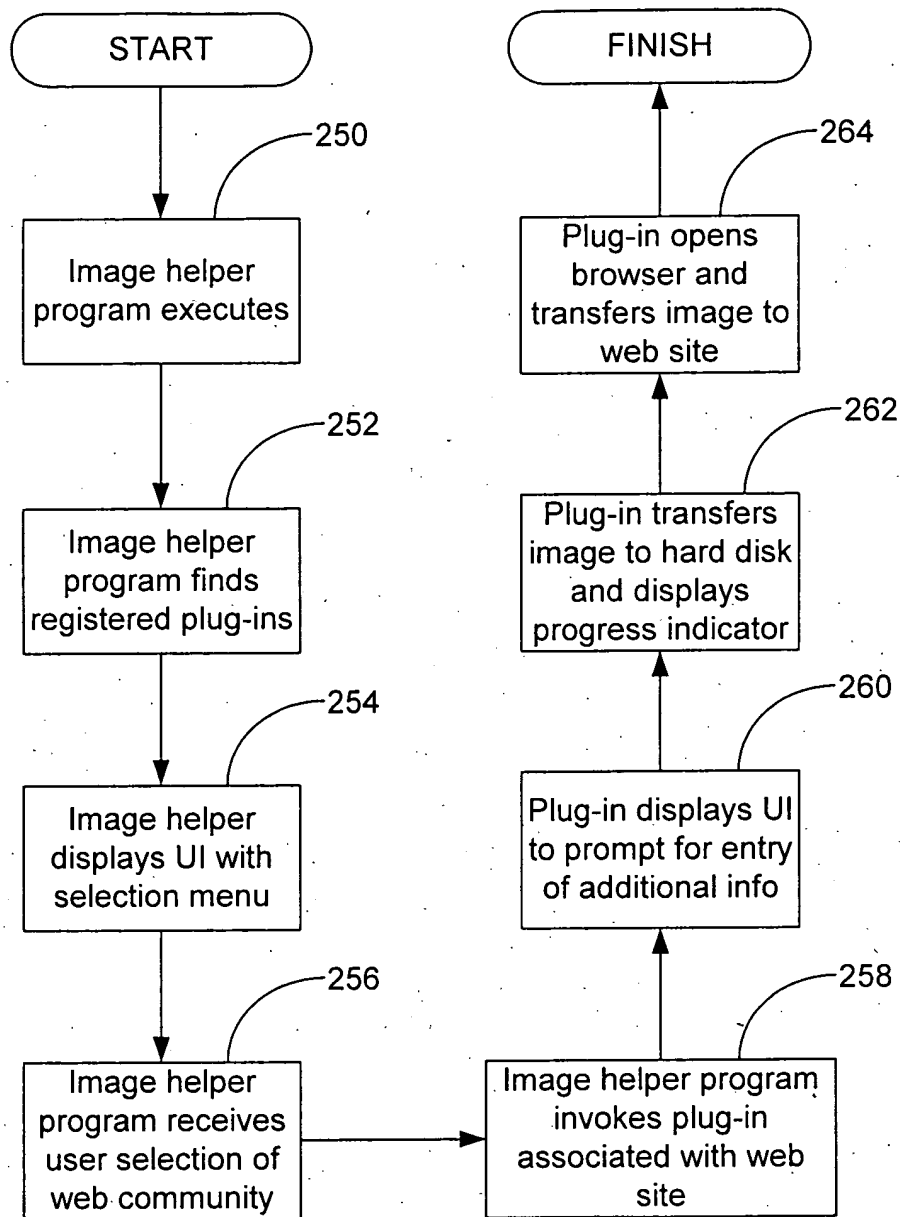 START
250
Image helper
program executes
252
Image helper
program finds
registered plug-ins
254
Image helper
displays UI with
selection menu
256
Image helper
program receives
user selection of
web community
258
Image helper program
invokes plug-in
associated with web
site
260
Plug-in displays UI
to prompt for entry
of additional info
262
Plug-in transfers
image to hard disk
and displays
progress indicator
264
Plug-in opens
browser and
transfers image to
web site
FINISH